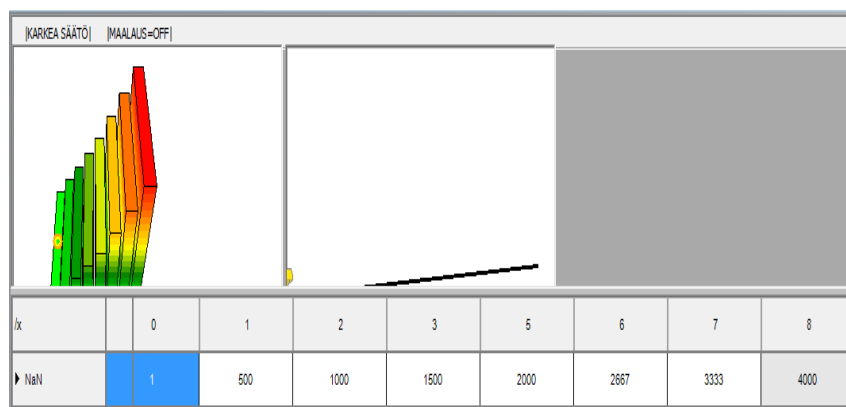 |KARKEA SÄÄTÖ| |MAALAUS=OFF|
/x 0 1 2 3 5 6 7 8
NaN 1 500 1000 1500 2000 2667 3333 4000